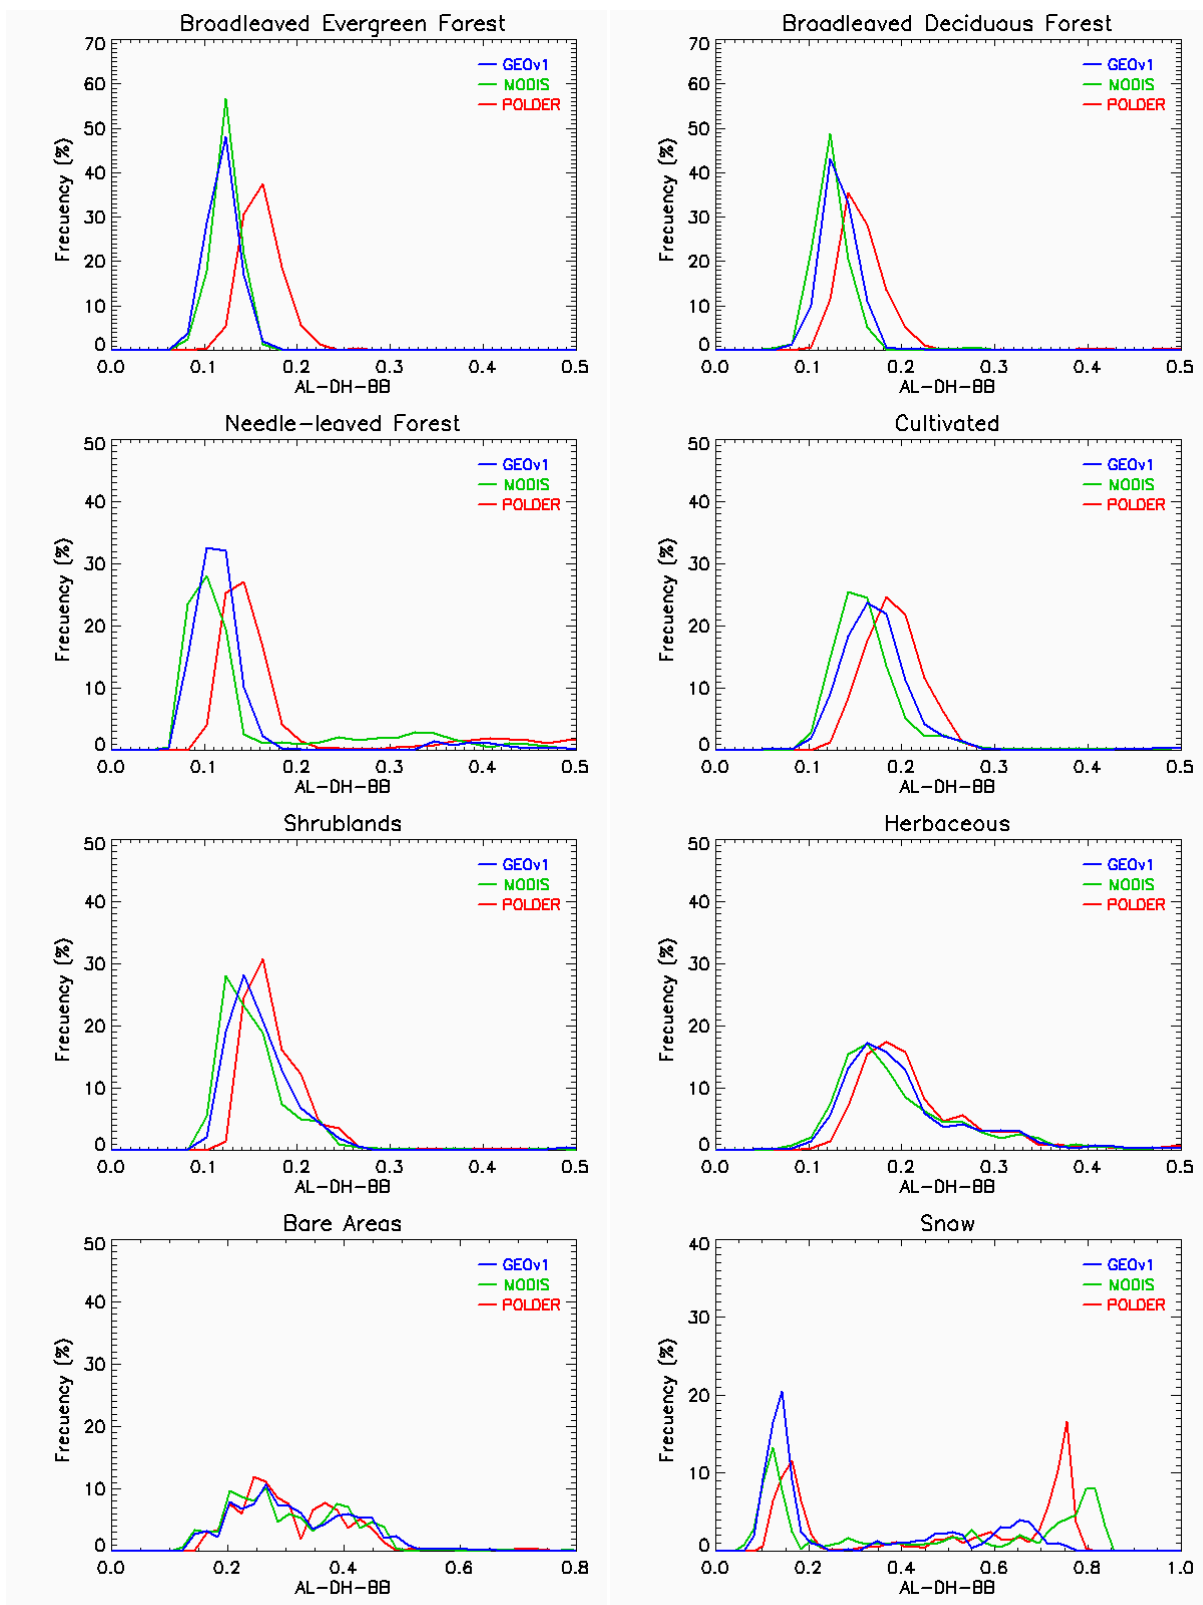 Broadleaved Evergreen Forest
70
60
50
40
30
20
10
0
Frecuency (%)
GEOv1
MODIS
POLDER
0.0 0.1 0.2 0.3 0.4 0.5
AL-DH-BB
Broadleaved Deciduous Forest
70
60
50
40
30
20
10
0
Frecuency (%)
GEOv1
MODIS
POLDER
0.0 0.1 0.2 0.3 0.4 0.5
AL-DH-BB
Needle-leaved Forest
50
40
30
20
10
0
Frecuency (%)
GEOv1
MODIS
POLDER
0.0 0.1 0.2 0.3 0.4 0.5
AL-DH-BB
Cultivated
50
40
30
20
10
0
Frecuency (%)
GEOv1
MODIS
POLDER
0.0 0.1 0.2 0.3 0.4 0.5
AL-DH-BB
Shrublands
50
40
30
20
10
0
Frecuency (%)
GEOv1
MODIS
POLDER
0.0 0.1 0.2 0.3 0.4 0.5
AL-DH-BB
Herbaceous
50
40
30
20
10
0
Frecuency (%)
GEOv1
MODIS
POLDER
0.0 0.1 0.2 0.3 0.4 0.5
AL-DH-BB
Bare Areas
50
40
30
20
10
0
Frecuency (%)
GEOv1
MODIS
POLDER
0.0 0.2 0.4 0.6 0.8
AL-DH-BB
Snow
40
30
20
10
0
Frecuency (%)
GEOv1
MODIS
POLDER
0.0 0.2 0.4 0.6 0.8 1.0
AL-DH-BB